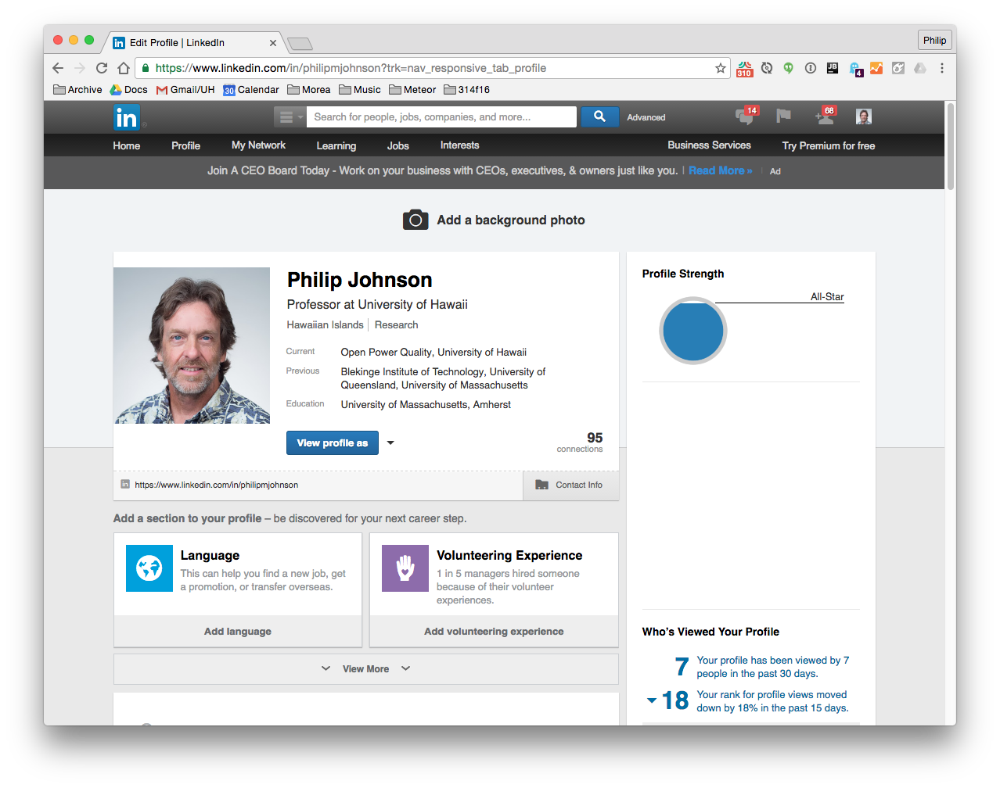 Edit Profile | LinkedIn
Philip
https://www.linkedin.com/in/philipmjohnson?trk=nav_responsive_tab_profile
310
JB
4
Archive Docs Gmail/UH 30 Calendar Morea Music Meteor 314f16
in
Search for people, jobs, companies, and more...
Advanced
14
68
Home Profile My Network Learning Jobs Interests Business Services Try Premium for free
Join A CEO Board Today - Work on your business with CEOs, executives, & owners just like you. | Read More » | Ad
Add a background photo
Philip Johnson
Professor at University of Hawaii
Hawaiian Islands | Research
Current Open Power Quality, University of Hawaii
Previous Blekinge Institute of Technology, University of
Queensland, University of Massachusetts
Education University of Massachusetts, Amherst
View profile as
95
connections
https://www.linkedin.com/in/philipmjohnson
Contact Info
Profile Strength
All-Star
Add a section to your profile – be discovered for your next career step.
Language
This can help you find a new job, get
a promotion, or transfer overseas.
Add language
Volunteering Experience
1 in 5 managers hired someone
because of their volunteer
experiences.
Add volunteering experience
View More
Who's Viewed Your Profile
7 Your profile has been viewed by 7
people in the past 30 days.
18 Your rank for profile views moved
down by 18% in the past 15 days.